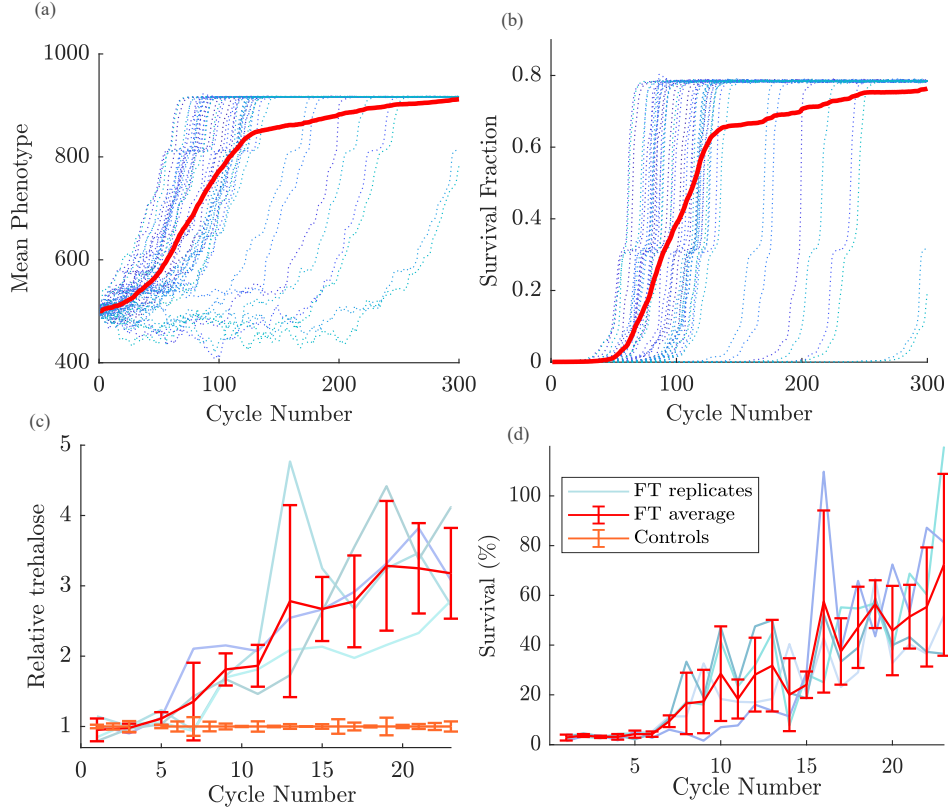 (a)
1000
800
600
400
Mean Phenotype
0
100
200
300
Cycle Number
(b)
0.8
0.6
0.4
0.2
0
Survival Fraction
0
100
200
300
Cycle Number
(c)
5
4
3
2
1
Relative trehalose
0
5
10
15
20
Cycle Number
(d)
100
80
60
40
20
0
Survival (%)
FT replicates
FT average
Controls
5
10
15
20
Cycle Number